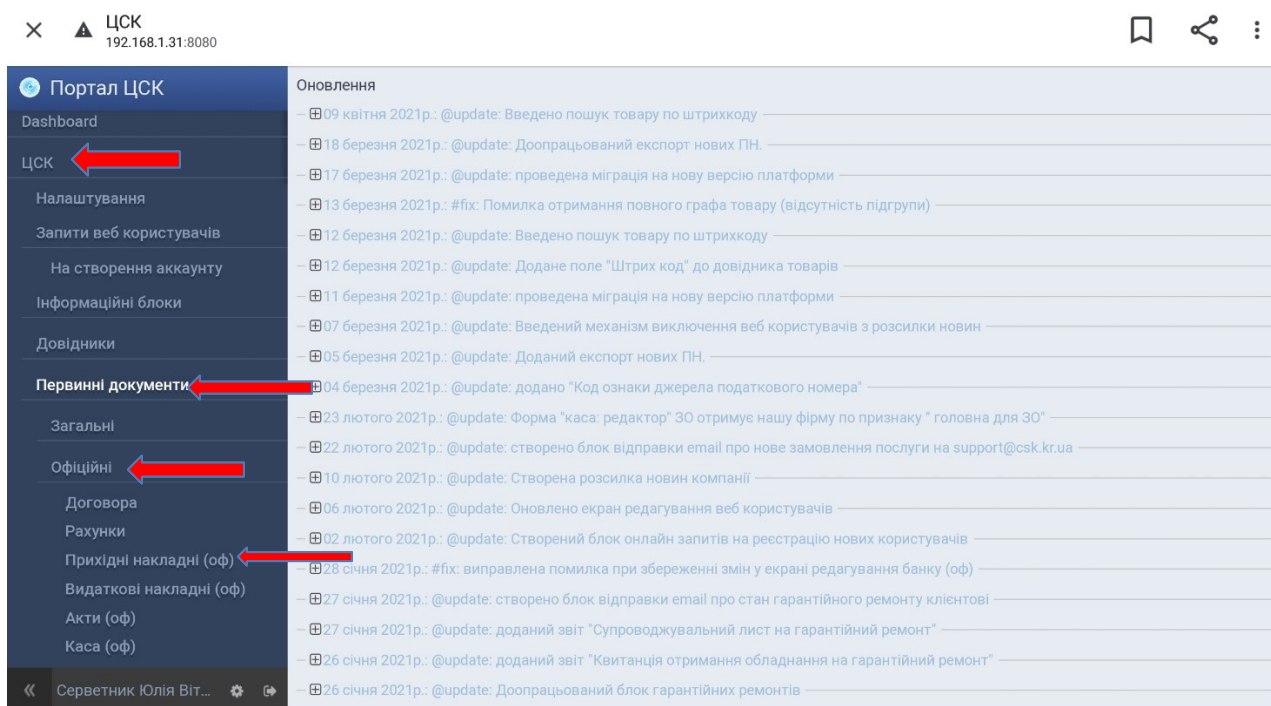 ЦСК
192.168.1.31:8080
Портал ЦСК
Dashboard
ЦСК
Налаштування
Запити веб користувачів
На створення аккаунту
Інформаційні блоки
Довідники
Первинні документи
Загальні
Офіційні
Договора
Рахунки
Прихідні накладні (оф)
Видаткові накладні (оф)
Акти (оф)
Каса (оф)
Серветник Юлія Віт...
Оновлення
09 квітня 2021р.: @update: Введено пошук товару по штрихкоду
18 березня 2021р.: @update: Доопрацьований експорт нових ПН.
17 березня 2021р.: @update: проведена міграція на нову версію платформи
13 березня 2021р.: #fix: Помилка отримання повного графа товару (відсутність підгрупи)
12 березня 2021р.: @update: Введено пошук товару по штрихкоду
12 березня 2021р.: @update: Додане поле "Штрих код" до довідника товарів
11 березня 2021р.: @update: проведена міграція на нову версію платформи
07 березня 2021р.: @update: Введений механізм виключення веб користувачів з розсилки новин
05 березня 2021р.: @update: Доданий експорт нових ПН.
04 березня 2021р.: @update: додано "Код ознаки джерела податкового номера"
23 лютого 2021р.: @update: Форма "каса: редактор" ЗО отримує нашу фірму по признаку " головна для ЗО"
22 лютого 2021р.: @update: створено блок відправки email про нове замовлення послуги на support@csk.kr.ua
10 лютого 2021р.: @update: Створена розсилка новин компанії
06 лютого 2021р.: @update: Оновлено екран редагування веб користувачів
02 лютого 2021р.: @update: Створений блок онлайн запитів на реєстрацію нових користувачів
28 січня 2021р.: #fix: виправлена помилка при збереженні змін у екрані редагування банку (оф)
27 січня 2021р.: @update: створено блок відправки email про стан гарантійного ремонту клієнтові
27 січня 2021р.: @update: доданий звіт "Супроводжувальний лист на гарантійний ремонт"
26 січня 2021р.: @update: доданий звіт "Квитанція отримання обладнання на гарантійний ремонт"
26 січня 2021р.: @update: Доопрацьований блок гарантійних ремонтів